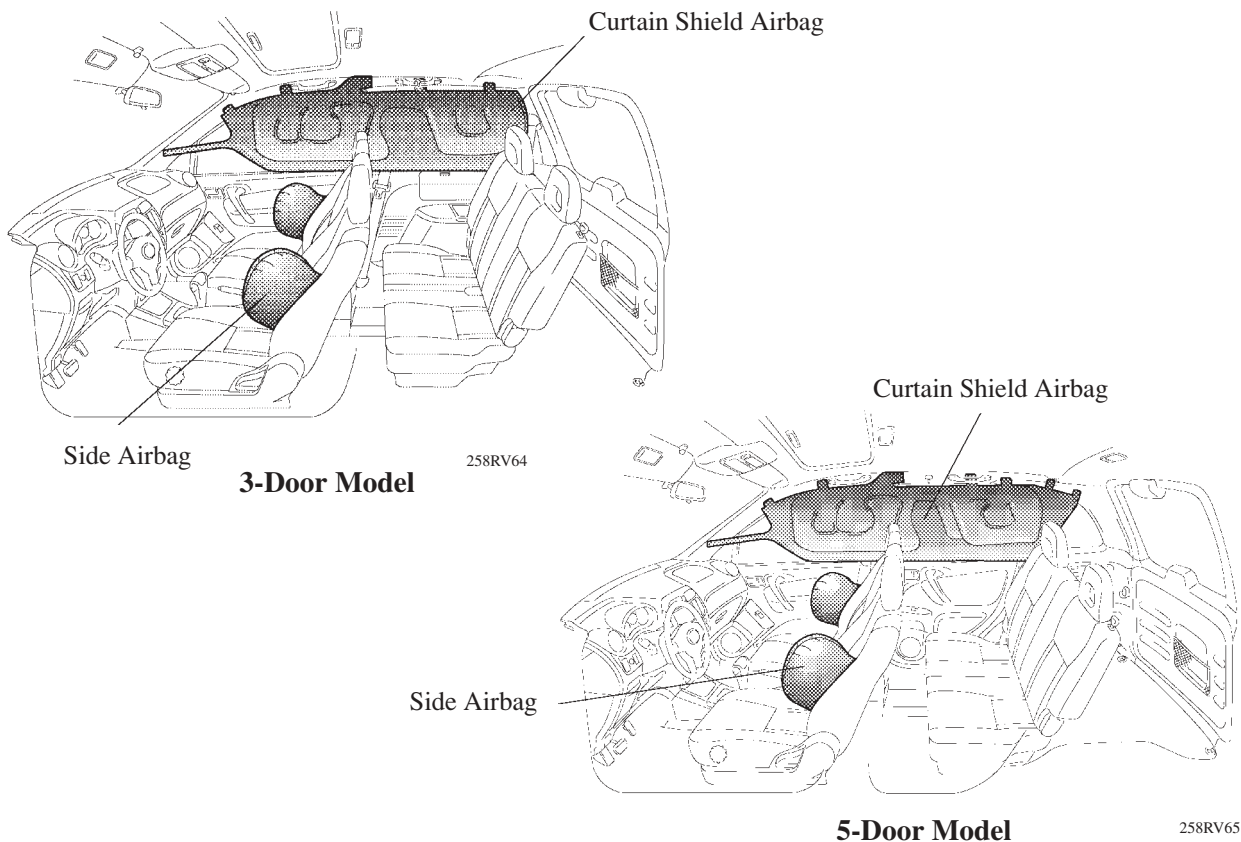 Curtain Shield Airbag
Side Airbag
258RV64
3-Door Model
Curtain Shield Airbag
Side Airbag
5-Door Model
258RV65